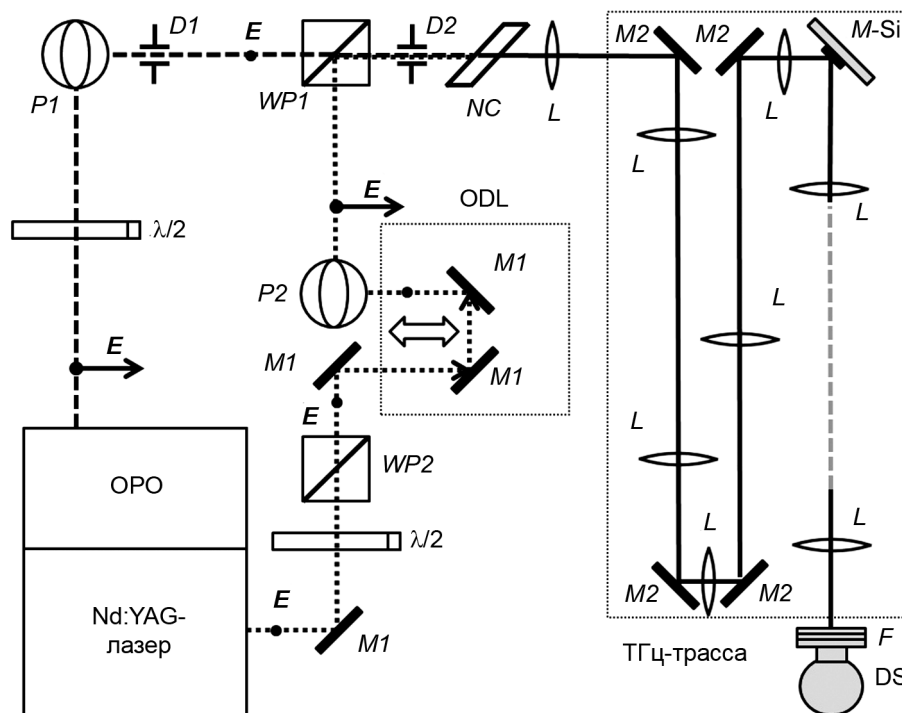 D1
E
D2
M2
M2
M-Si
P1
WP1
NC
L
L
L
L
E
ODL
λ/2
P2
M1
L
E
M1
M1
E
L
WP2
OPO
L
L
λ/2
Nd:YAG-
лазер
E
M1
M2
M2
ТГц-трасса
F
DS